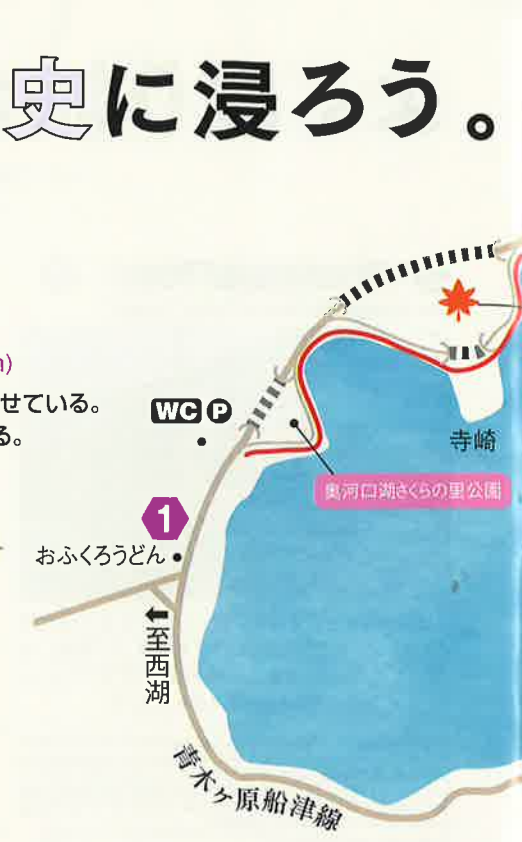 史に浸ろう。
)
せている。
る。
WC P
寺崎
奥河口湖さくらの里公園
1
おふくろうどん
←至西湖
青木ヶ原船津線